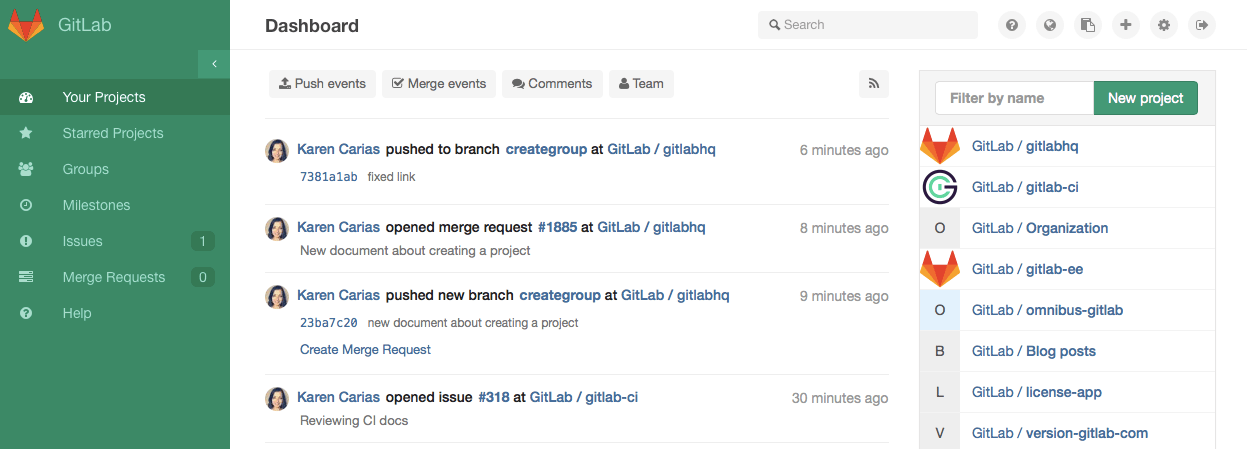 GitLab
Dashboard
Search
Your Projects
Starred Projects
Groups
Milestones
Issues 1
Merge Requests 0
Help
Push events Merge events Comments Team
Karen Carias pushed to branch creategroup at GitLab / gitlabhq 6 minutes ago
7381a1ab fixed link
Karen Carias opened merge request #1885 at GitLab / gitlabhq 8 minutes ago
New document about creating a project
Karen Carias pushed new branch creategroup at GitLab / gitlabhq 9 minutes ago
23ba7c20 new document about creating a project
Create Merge Request
Karen Carias opened issue #318 at GitLab / gitlab-ci 30 minutes ago
Reviewing CI docs
Filter by name New project
GitLab / gitlabhq
GitLab / gitlab-ci
O GitLab / Organization
GitLab / gitlab-ee
O GitLab / omnibus-gitlab
B GitLab / Blog posts
L GitLab / license-app
V GitLab / version-gitlab-com